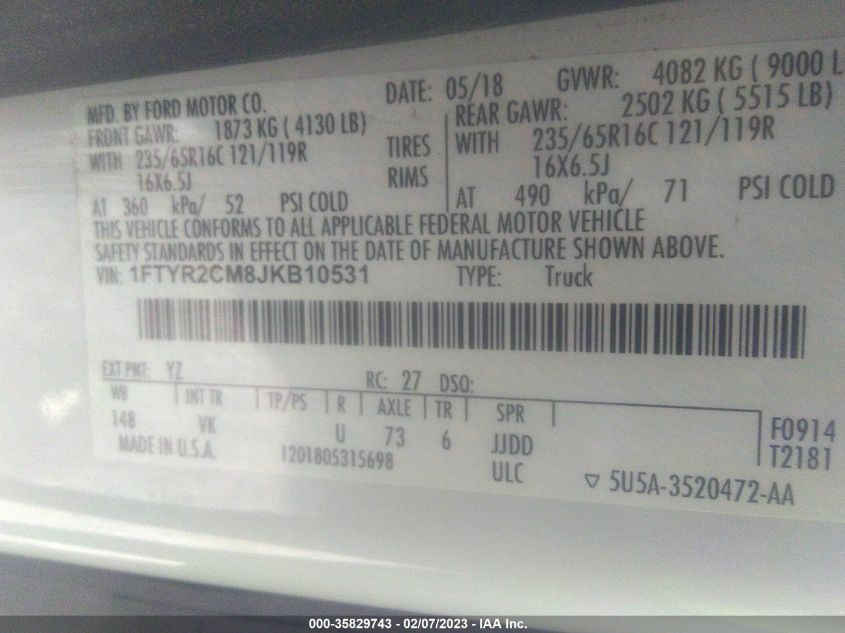 MFD. BY FORD MOTOR CO. DATE: 05/18 GVWR: 4082 KG ( 9000 L
FRONT GAWR: 1873 KG ( 4130 LB) REAR GAWR: 2502 KG ( 5515 LB)
WITH 235/65R16C 121/119R TIRES WITH 235/65R16C 121/119R
16X6.5J RIMS 16X6.5J
AT 360 kPa/ 52 PSI COLD AT 490 kPa/ 71 PSI COLD
THIS VEHICLE CONFORMS TO ALL APPLICABLE FEDERAL MOTOR VEHICLE
SAFETY STANDARDS IN EFFECT ON THE DATE OF MANUFACTURE SHOWN ABOVE.
VIN: 1FTYR2CM8JKB10531 TYPE: Truck
EXT PNT: YZ RC: 27 DSO:
WB INT TR TP/PS R AXLE TR SPR
148 VK U 73 6 JJDD F0914
MADE IN U.S.A. 1201805315698 ULC T2181
▽ 5U5A-3520472-AA
000-35829743 - 02/07/2023 - IAA Inc.